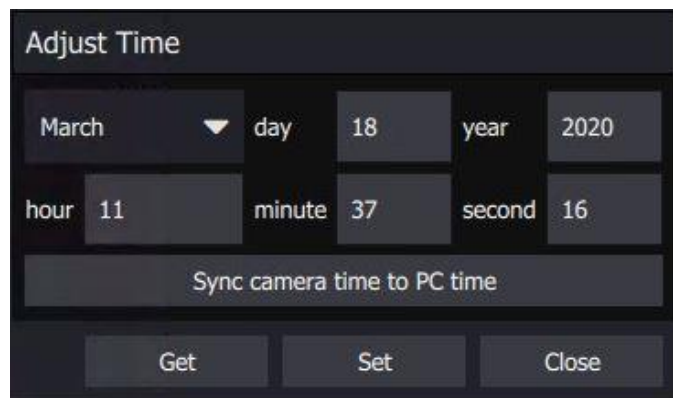 Adjust Time
March day 18 year 2020
hour 11 minute 37 second 16
Sync camera time to PC time
Get Set Close